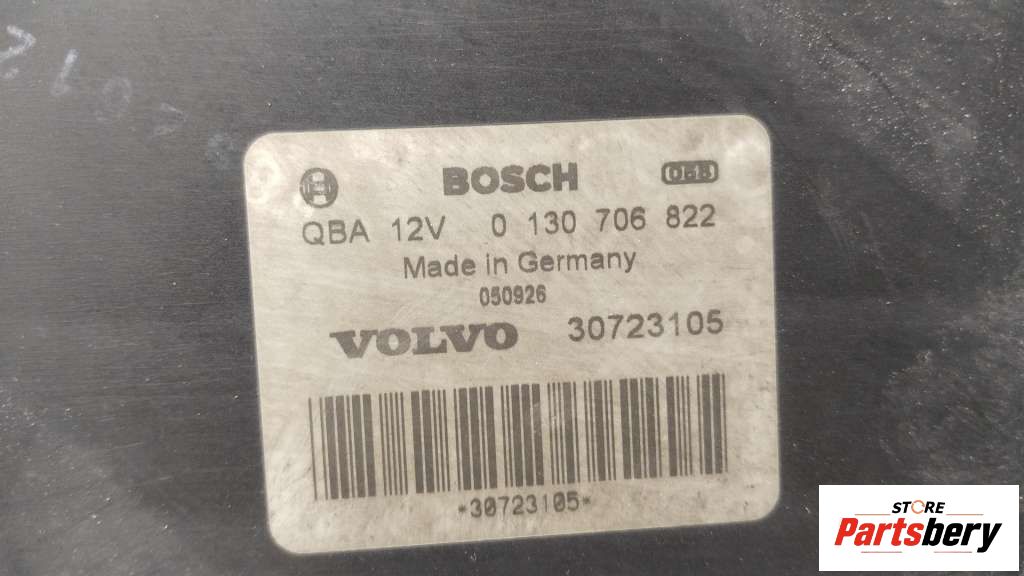 BOSCH
QBA 12V 0 130 706 822
Made in Germany
050926
VOLVO 30723105
*30723105*
STORE
Partsbery